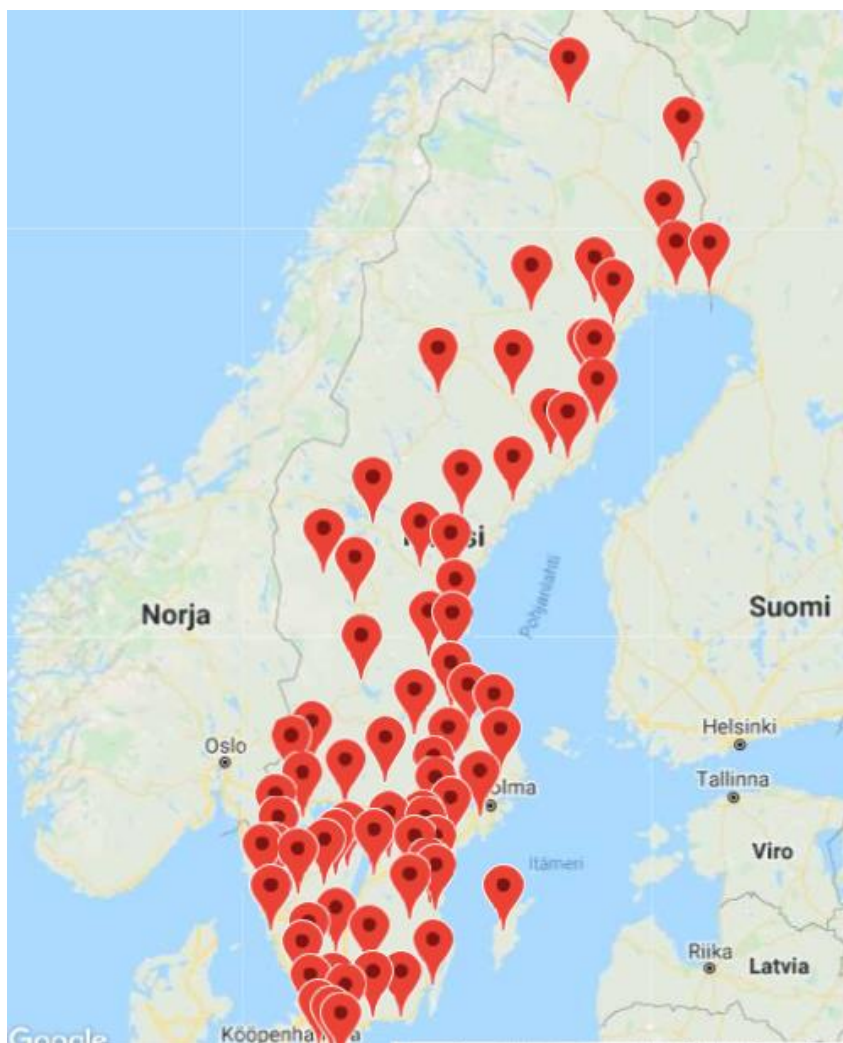 Pohjanlahti
Norja
Suomi
Helsinki
Oslo
Tallinna
Viro
Itämeri
Riika
Latvia
Google